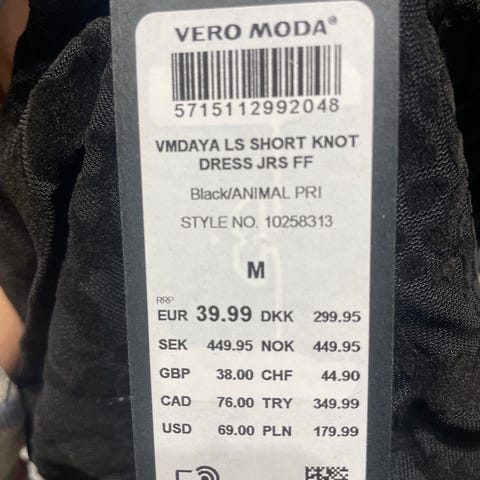 VERO MODA®
5715112992048
VMDAYA LS SHORT KNOT
DRESS JRS FF
Black/ANIMAL PRI
STYLE NO. 10258313
M
RRP
EUR 39.99 DKK 299.95
SEK 449.95 NOK 449.95
GBP 38.00 CHF 44.90
CAD 76.00 TRY 349.99
USD 69.00 PLN 179.99